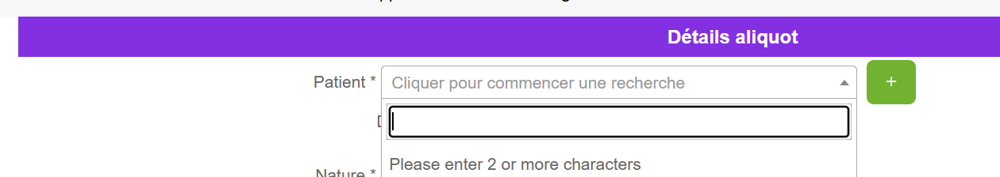 Détails aliquot
Patient * Cliquer pour commencer une recherche +
Please enter 2 or more characters
Nature *